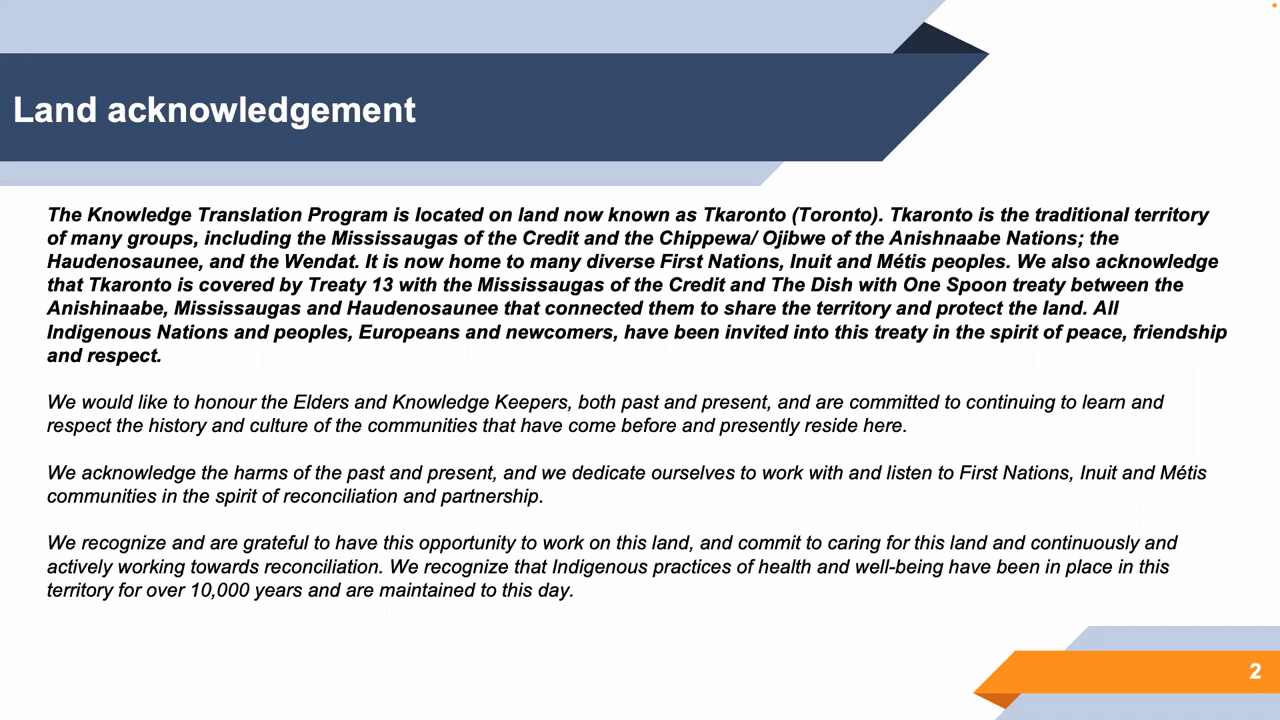 Land acknowledgement
The Knowledge Translation Program is located on land now known as Tkaronto (Toronto). Tkaronto is the traditional territory
of many groups, including the Mississaugas of the Credit and the Chippewa/ Ojibwe of the Anishnaabe Nations; the
Haudenosaunee, and the Wendat. It is now home to many diverse First Nations, Inuit and Métis peoples. We also acknowledge
that Tkaronto is covered by Treaty 13 with the Mississaugas of the Credit and The Dish with One Spoon treaty between the
Anishinaabe, Mississaugas and Haudenosaunee that connected them to share the territory and protect the land. All
Indigenous Nations and peoples, Europeans and newcomers, have been invited into this treaty in the spirit of peace, friendship
and respect.
We would like to honour the Elders and Knowledge Keepers, both past and present, and are committed to continuing to learn and
respect the history and culture of the communities that have come before and presently reside here.
We acknowledge the harms of the past and present, and we dedicate ourselves to work with and listen to First Nations, Inuit and Métis
communities in the spirit of reconciliation and partnership.
We recognize and are grateful to have this opportunity to work on this land, and commit to caring for this land and continuously and
actively working towards reconciliation. We recognize that Indigenous practices of health and well-being have been in place in this
territory for over 10,000 years and are maintained to this day.
2